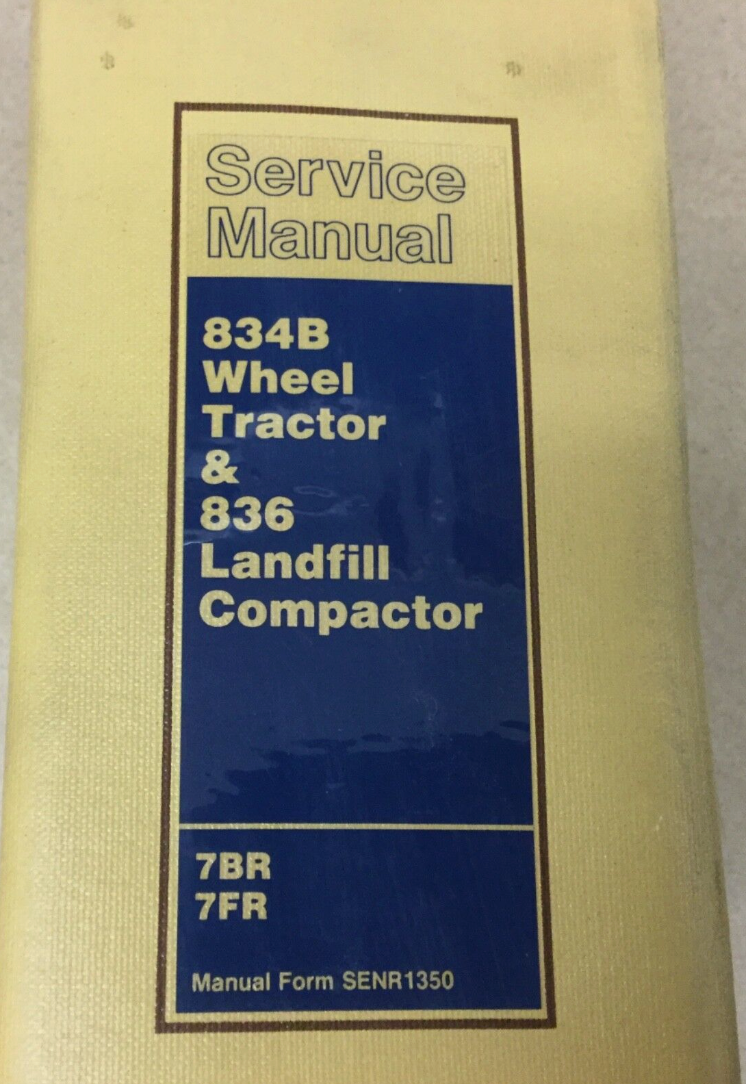 Service
Manual
834B
Wheel
Tractor
&
836
Landfill
Compactor
7BR
7FR
Manual Form SENR1350